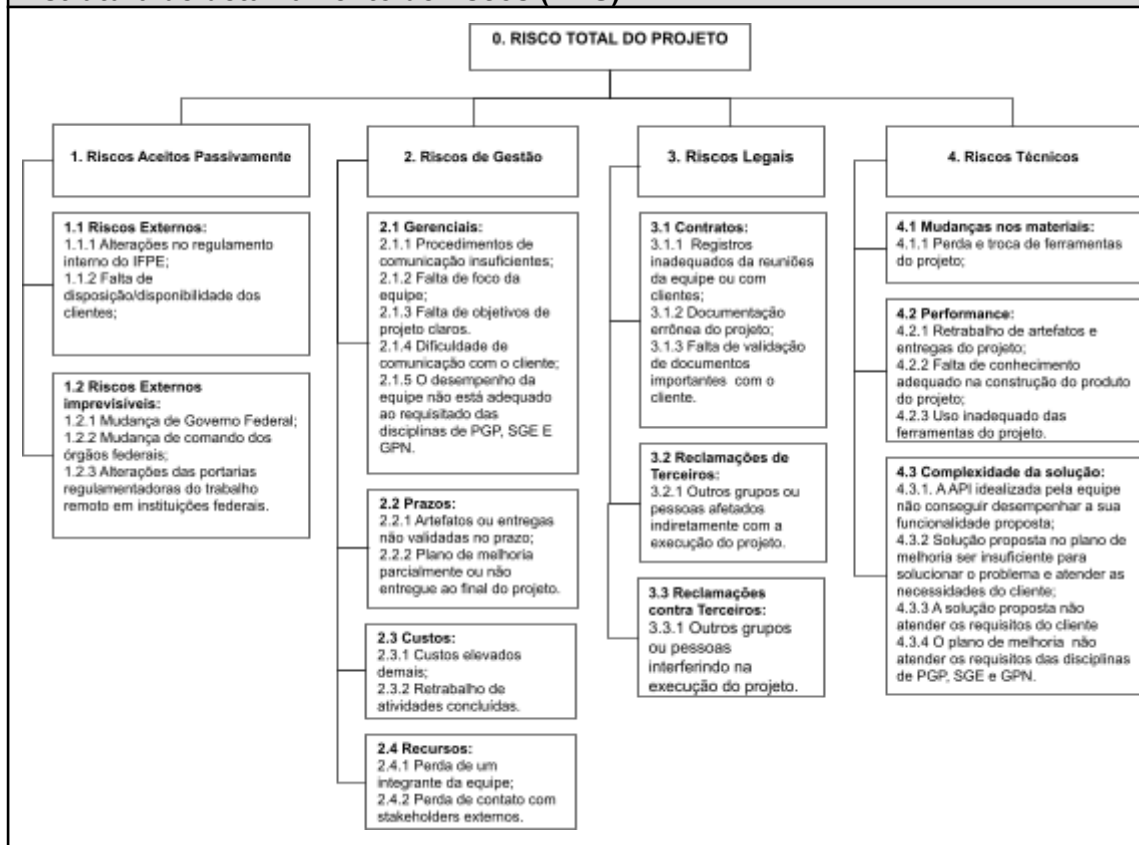 0. RISCO TOTAL DO PROJETO
1. Riscos Aceitos Passivamente
1.1 Riscos Externos:
1.1.1 Alterações no regulamento
interno do IFPE;
1.1.2 Falta de
disposição/disponibilidade dos
clientes;
1.2 Riscos Externos
imprevisíveis:
1.2.1 Mudança de Governo Federal;
1.2.2 Mudança de comando dos
órgãos federais;
1.2.3 Alterações das portarias
regulamentadoras do trabalho
remoto em instituições federais.
2. Riscos de Gestão
2.1 Gerenciais:
2.1.1 Procedimentos de
comunicação insuficientes;
2.1.2 Falta de foco da
equipe;
2.1.3 Falta de objetivos de
projeto claros.
2.1.4 Dificuldade de
comunicação com o cliente;
2.1.5 O desempenho da
equipe não está adequado
ao requisitado das
disciplinas de PGP, SGE E
GPN.
2.2 Prazos:
2.2.1 Artefatos ou entregas
não validadas no prazo;
2.2.2 Plano de melhoria
parcialmente ou não
entregue ao final do projeto.
2.3 Custos:
2.3.1 Custos elevados
demais;
2.3.2 Retrabalho de
atividades concluídas.
2.4 Recursos:
2.4.1 Perda de um
integrante da equipe;
2.4.2 Perda de contato com
stakeholders externos.
3. Riscos Legais
3.1 Contratos:
3.1.1 Registros
inadequados da reuniões
da equipe ou com
clientes;
3.1.2 Documentação
errônea do projeto;
3.1.3 Falta de validação
de documentos
importantes com o
cliente.
3.2 Reclamações de
Terceiros:
3.2.1 Outros grupos ou
pessoas afetados
indiretamente com a
execução do projeto.
3.3 Reclamações
contra Terceiros:
3.3.1 Outros grupos
ou pessoas
interferindo na
execução do projeto.
4. Riscos Técnicos
4.1 Mudanças nos materiais:
4.1.1 Perda e troca de ferramentas
do projeto;
4.2 Performance:
4.2.1 Retrabalho de artefatos e
entregas do projeto;
4.2.2 Falta de conhecimento
adequado na construção do produto
do projeto;
4.2.3 Uso inadequado das
ferramentas do projeto.
4.3 Complexidade da solução:
4.3.1. A API idealizada pela equipe
não conseguir desempenhar a sua
funcionalidade proposta;
4.3.2 Solução proposta no plano de
melhoria ser insuficiente para
solucionar o problema e atender as
necessidades do cliente;
4.3.3 A solução proposta não
atender os requisitos do cliente
4.3.4 O plano de melhoria não
atender os requisitos das disciplinas
de PGP, SGE e GPN.